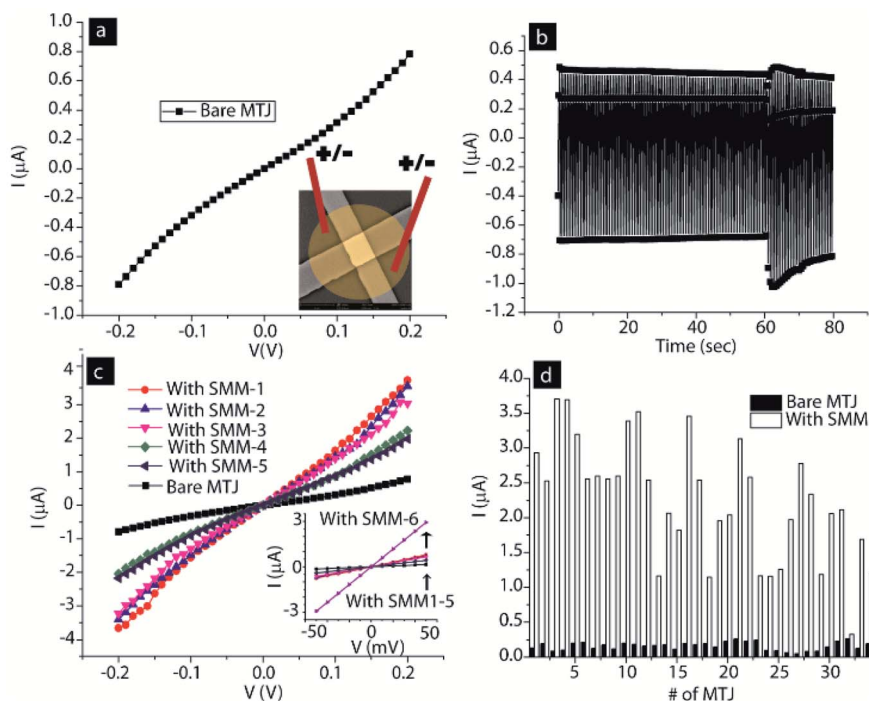 a
1.0
0.8
0.6
0.4
0.2
0.0
-0.2
-0.4
-0.6
-0.8
-1.0
I (μA)
Bare MTJ
+/-
+/-
-0.2 -0.1 0.0 0.1 0.2
V(V)
b
0.8
0.6
0.4
0.2
0.0
-0.2
-0.4
-0.6
-0.8
-1.0
-1.2
I (μA)
0 20 40 60 80
Time (sec)
c
4
3
2
1
0
-1
-2
-3
-4
I (μA)
With SMM-1
With SMM-2
With SMM-3
With SMM-4
With SMM-5
Bare MTJ
3
0
-3
I (μA)
With SMM-6
With SMM1-5
-50 0 50
V (mV)
-0.2 -0.1 0.0 0.1 0.2
V (V)
d
4.0
3.5
3.0
2.5
2.0
1.5
1.0
0.5
0.0
I (μA)
Bare MTJ
With SMM
5 10 15 20 25 30
# of MTJ